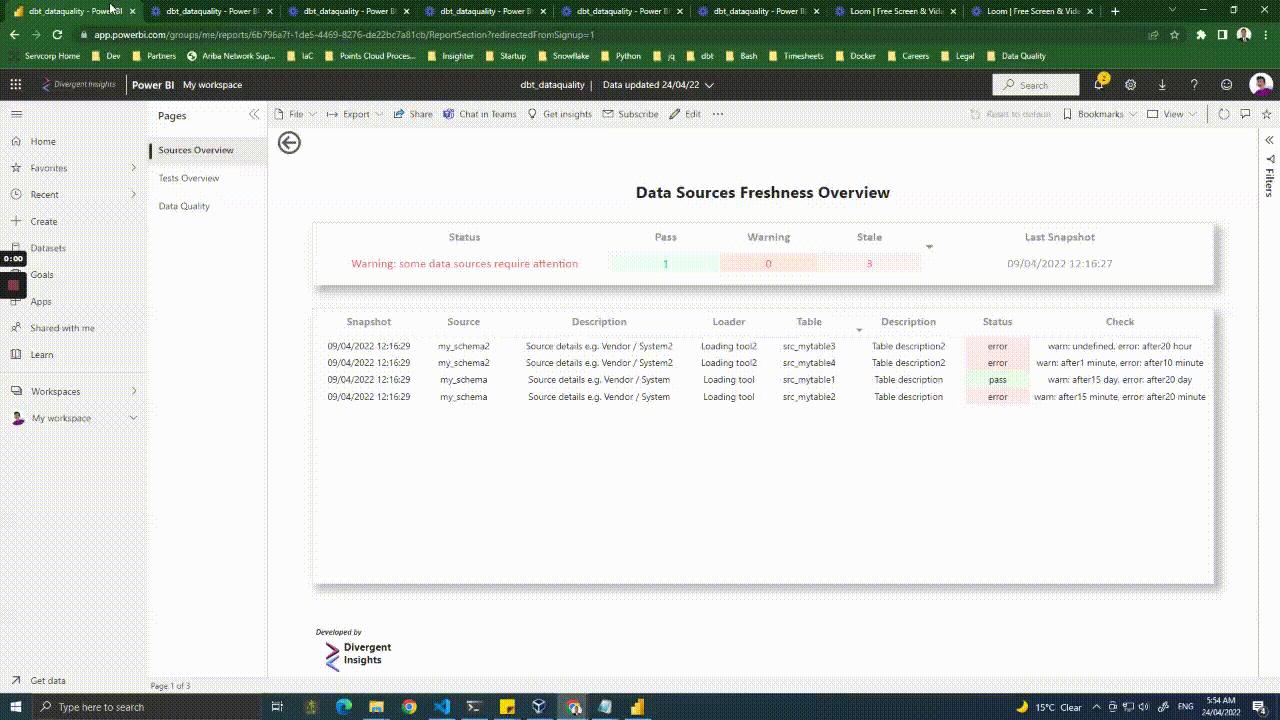 dbt_dataquality - Power BI
dbt_dataquality - Power BI
dbt_dataquality - Power BI
dbt_dataquality - Power BI
dbt_dataquality - Power BI
dbt_dataquality - Power BI
Loom | Free Screen & Vide
Loom | Free Screen & Vide
app.powerbi.com/groups/me/reports/6b796a7f-1de5-4469-8276-de22bc7a81cb/ReportSection?redirectedFromSignup=1
Servicorp Home Dev Partners Ariba Network Sup... IaC Points Cloud Proces... Insighter Startup Snowflake Python jq dbt Bash Timesheets Docker Careers Legal Data Quality
Divergent Insights Power BI My workspace dbt_dataquality | Data updated 24/04/22 Search 2
Pages
File Export Share Chat in Teams Get insights Subscribe Edit ... Reset to default Bookmarks View
Home
Favorites
Recent
Create
Datasets
0:00
Goals
Apps
Shared with me
Learn
Workspaces
My workspace
Get data
Sources Overview
Tests Overview
Data Quality
Filters
Data Sources Freshness Overview
Status Pass Warning Stale Last Snapshot
Warning: some data sources require attention 1 0 3 09/04/2022 12:16:27
Snapshot Source Description Loader Table Description Status Check
09/04/2022 12:16:29 my_schema2 Source details e.g. Vendor / System2 Loading tool2 src_mytable3 Table description2 error warn: undefined, error: after20 hour
09/04/2022 12:16:29 my_schema2 Source details e.g. Vendor / System2 Loading tool2 src_mytable4 Table description2 error warn: after1 minute, error: after10 minute
09/04/2022 12:16:29 my_schema Source details e.g. Vendor / System Loading tool src_mytable1 Table description pass warn: after15 day, error: after20 day
09/04/2022 12:16:29 my_schema Source details e.g. Vendor / System Loading tool src_mytable2 Table description error warn: after15 minute, error: after20 minute
Developed by
Divergent
Insights
Page 1 of 3
Type here to search
15°C Clear ENG
5:54 AM
24/04/2022
4